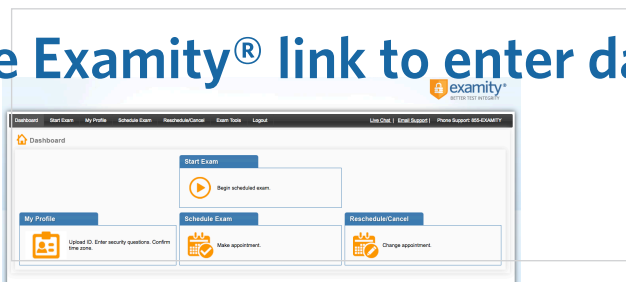 e Examity® link to enter da
examity®
BETTER TEST INTEGRITY
Dashboard Start Exam My Profile Schedule Exam Reschedule/Cancel Exam Tools Logout Live Chat | Email Support | Phone Support: 855-EXAMITY
Dashboard
Start Exam
Begin scheduled exam.
My Profile Schedule Exam Reschedule/Cancel
Upload ID. Enter security questions. Confirm
time zone.
Make appointment.
Change appointment.